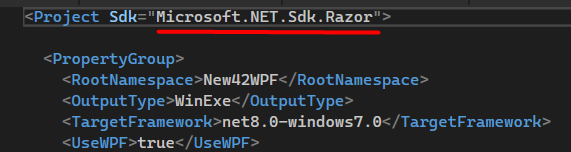 <Project Sdk="Microsoft.NET.Sdk.Razor">
<PropertyGroup>
<RootNamespace>New42WPF</RootNamespace>
<OutputType>WinExe</OutputType>
<TargetFramework>net8.0-windows7.0</TargetFramework>
<UseWPF>true</UseWPF>